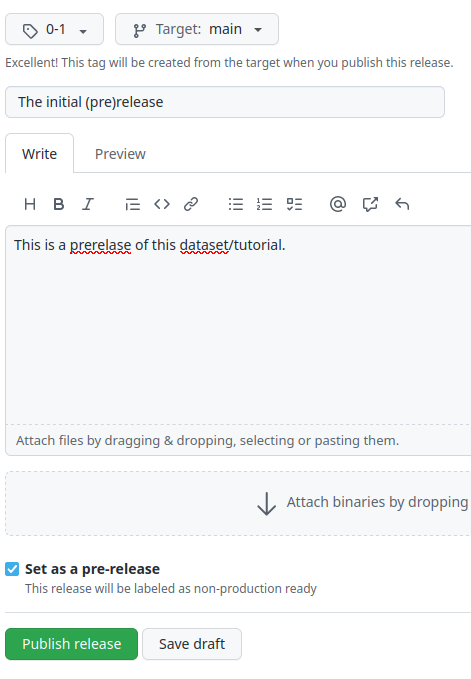 0-1 Target: main
Excellent! This tag will be created from the target when you publish this release.
The initial (pre)release
Write Preview
H B I @
This is a prerelase of this dataset/tutorial.
Attach files by dragging & dropping, selecting or pasting them.
Attach binaries by dropping
Set as a pre-release
This release will be labeled as non-production ready
Publish release Save draft